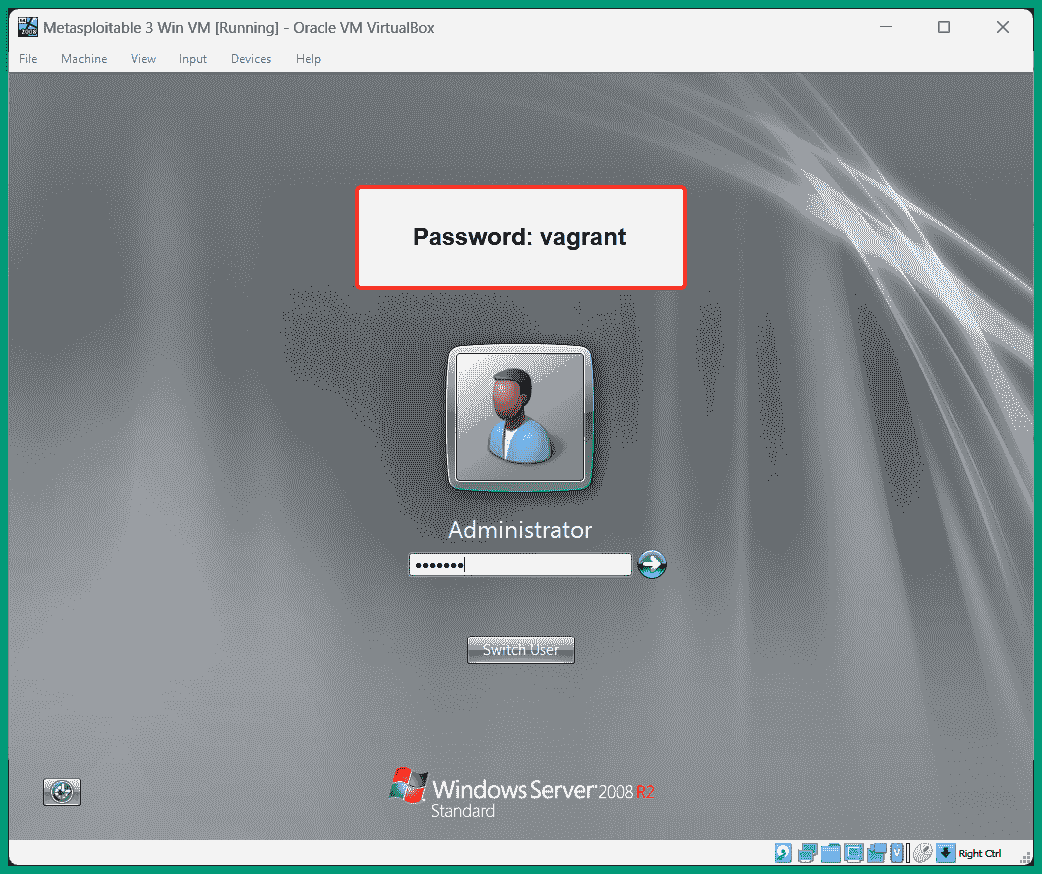 Metasploitable 3 Win VM [Running] - Oracle VM VirtualBox
File Machine View Input Devices Help
Password: vagrant
Administrator
Switch User
Windows Server 2008 R2
Standard
V
Right Ctrl